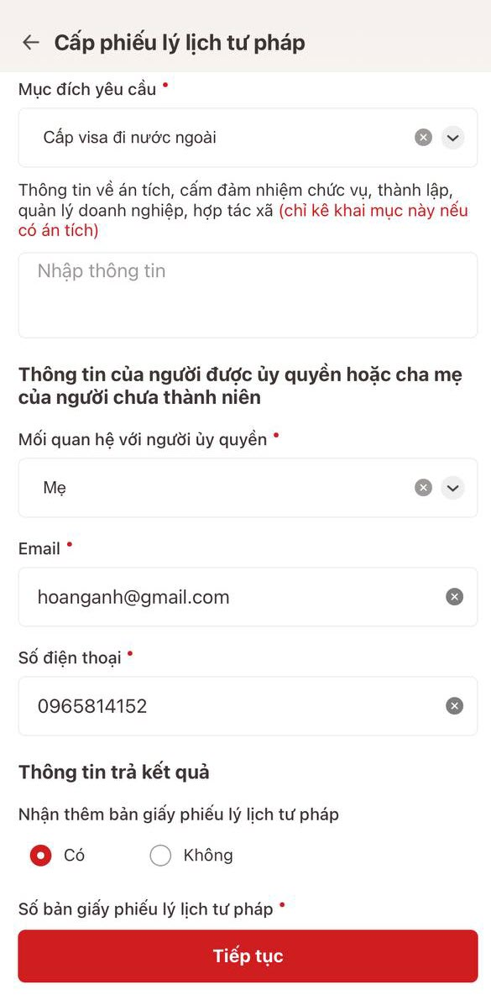 Cấp phiếu lý lịch tư pháp
Mục đích yêu cầu •
Cấp visa đi nước ngoài
Thông tin về án tích, cấm đảm nhiệm chức vụ, thành lập,
quản lý doanh nghiệp, hợp tác xã (chỉ kê khai mục này nếu
có án tích)
Nhập thông tin
Thông tin của người được ủy quyền hoặc cha mẹ
của người chưa thành niên
Mối quan hệ với người ủy quyền •
Mẹ
Email •
hoanganh@gmail.com
Số điện thoại •
0965814152
Thông tin trả kết quả
Nhận thêm bản giấy phiếu lý lịch tư pháp
Có Không
Số bản giấy phiếu lý lịch tư pháp •
Tiếp tục